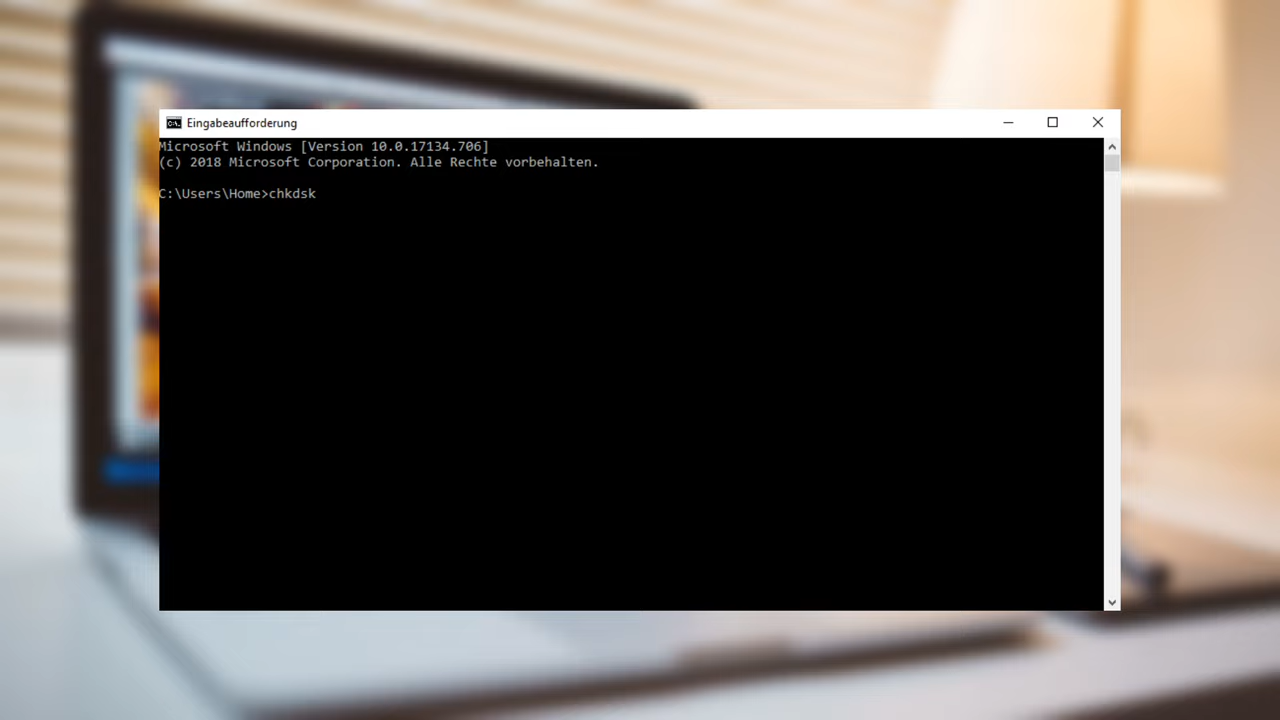 Eingabeaufforderung
Microsoft Windows [Version 10.0.17134.706]
(c) 2018 Microsoft Corporation. Alle Rechte vorbehalten.
C:\Users\Home>chkdsk